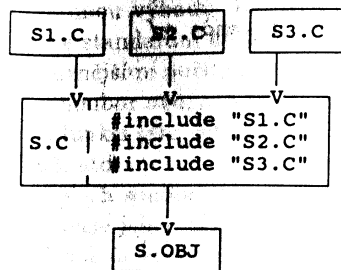 S1.C S2.C S3.C
#include "S1.C"
S.C #include "S2.C"
#include "S3.C"
S.OBJ